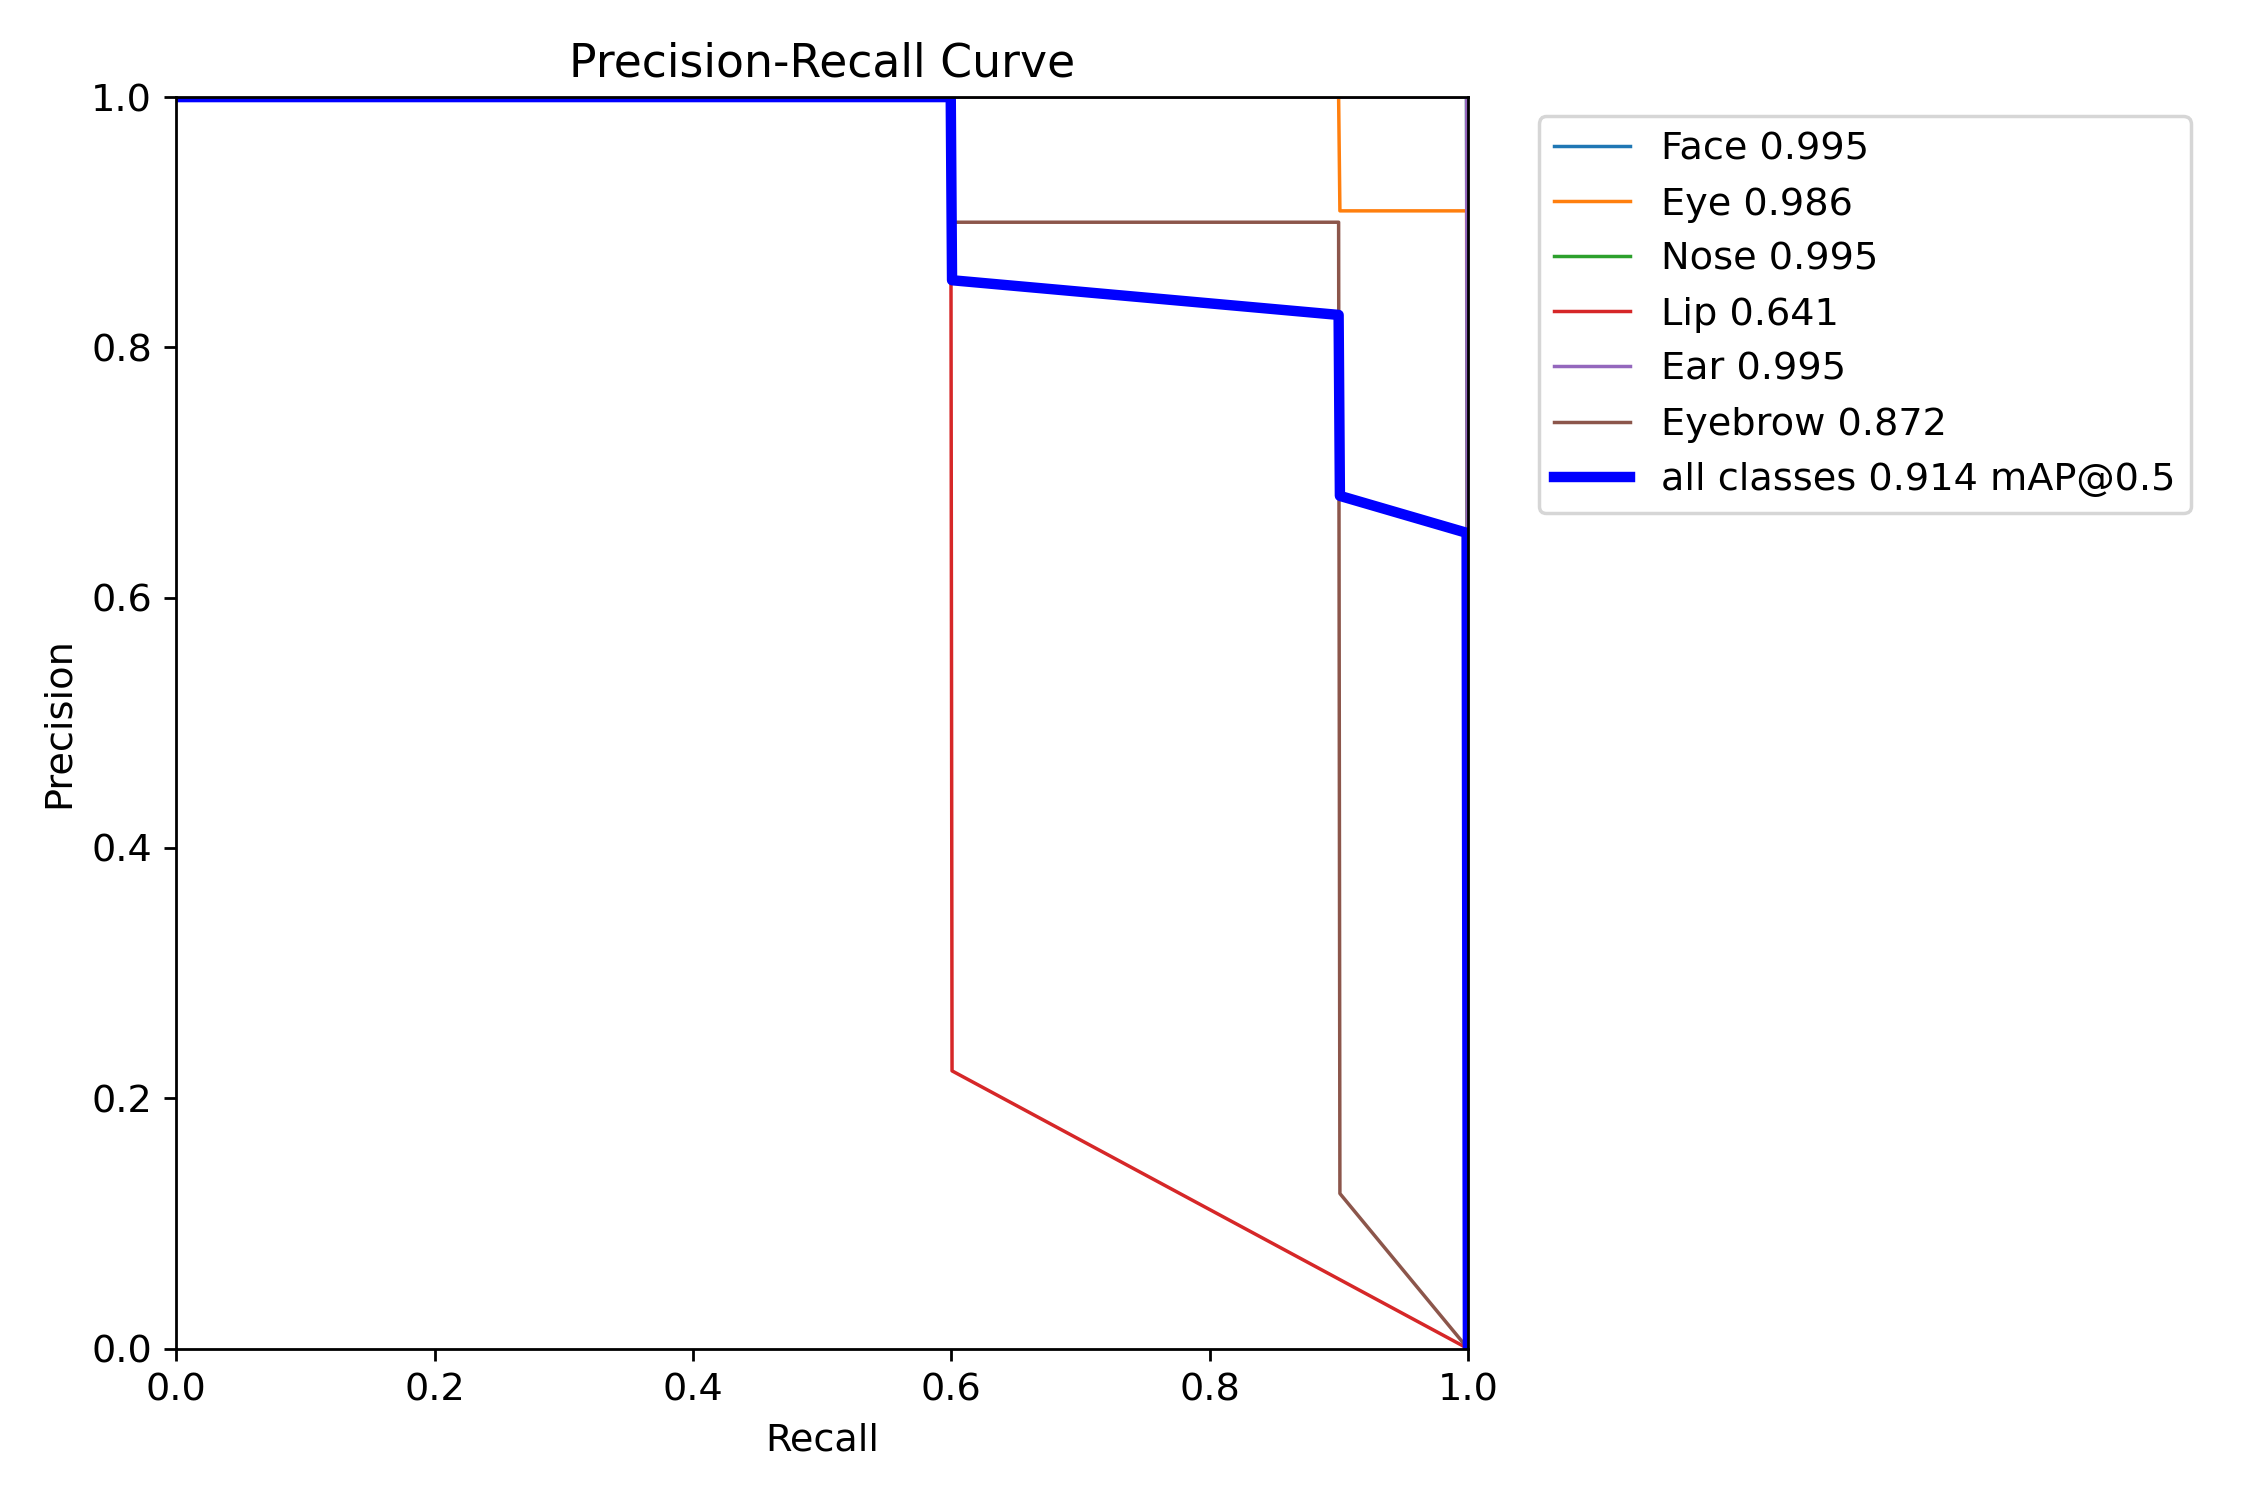 Precision-Recall Curve
1.0
0.8
0.6
0.4
0.2
0.0
Precision
0.0 0.2 0.4 0.6 0.8 1.0
Recall
Face 0.995
Eye 0.986
Nose 0.995
Lip 0.641
Ear 0.995
Eyebrow 0.872
all classes 0.914 mAP@0.5